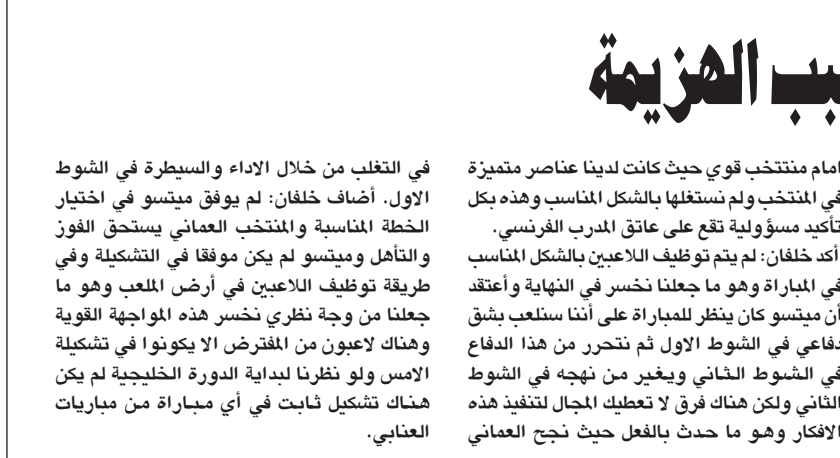 الهزيمة
امام منتتخب قوي حيث كانت لدينا عناصر متميزة
في المنتخب ولم نستغلها بالشكل المناسب وهذه بكل
تأكيد مسؤولية تقع على عاتق المدرب الفرنسي.
أكد خلفان: لم يتم توظيف اللاعبين بالشكل المناسب
في المباراة وهو ما جعلنا نخسر في النهاية وأعتقد
أن ميتسو كان ينظر للمباراة على أننا سنلعب بشق
دفاعي في الشوط الاول ثم نتحرر من هذا الدفاع
في الشوط الثاني ويغير من نهجه في الشوط
الثاني ولكن هناك فرق لا تعطيك المجال لتنفيذ هذه
الافكار وهو ما حدث بالفعل حيث نجح العماني
في التغلب من خلال الاداء والسيطرة في الشوط
الاول. أضاف خلفان: لم يوفق ميتسو في اختيار
الخطة المناسبة والمنتخب العماني يستحق الفوز
والتأهل وميتسو لم يكن موفقا في التشكيلة وفي
طريقة توظيف اللاعبين في أرض الملعب وهو ما
جعلنا من وجة نظري نخسر هذه المواجهة القوية
وهناك لاعبون من المفترض الا يكونوا في تشكيلة
الامس ولو نظرنا لبداية الدورة الخليجية لم يكن
هناك تشكيل ثابت في أي مباراة من مباريات
العنابي.